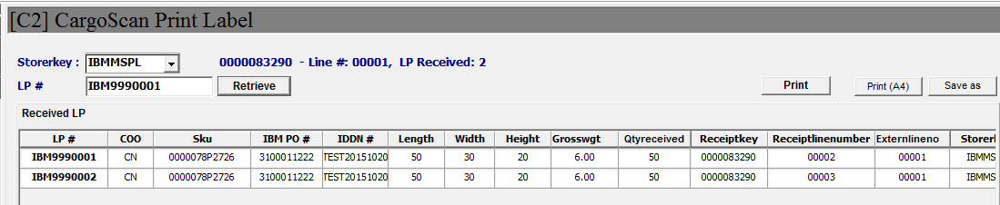 [C2] CargoScan Print Label
Storerkey : IBMMSPL 0000083290 - Line #: 00001, LP Received: 2
LP # IBM9990001 Retrieve Print Print (A4) Save as
Received LP
LP # COO Sku IBM PO # IDDN # Length Width Height Grosswgt Qtyreceived Receiptkey Receiptlinenumber Externlineno Storerl
IBM9990001 CN 0000078P2726 3100011222 TEST20151020 50 30 20 6.00 50 0000083290 00002 00001 IBMMS
IBM9990002 CN 0000078P2726 3100011222 TEST20151020 50 30 20 6.00 50 0000083290 00003 00001 IBMMS